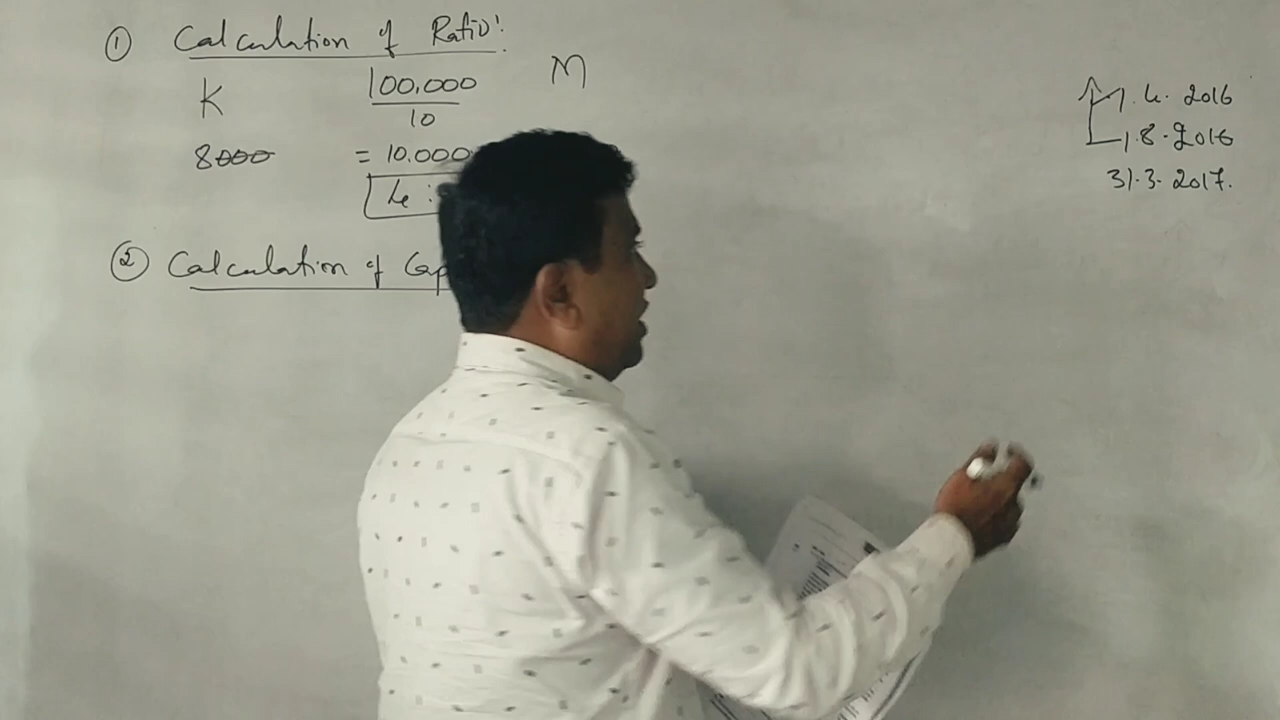 ① Calculation of Ratio:
K 100,000 M
10
8000 = 10,000
② Calculation of
1.4.2016
1.8.2016
31.3.2017.